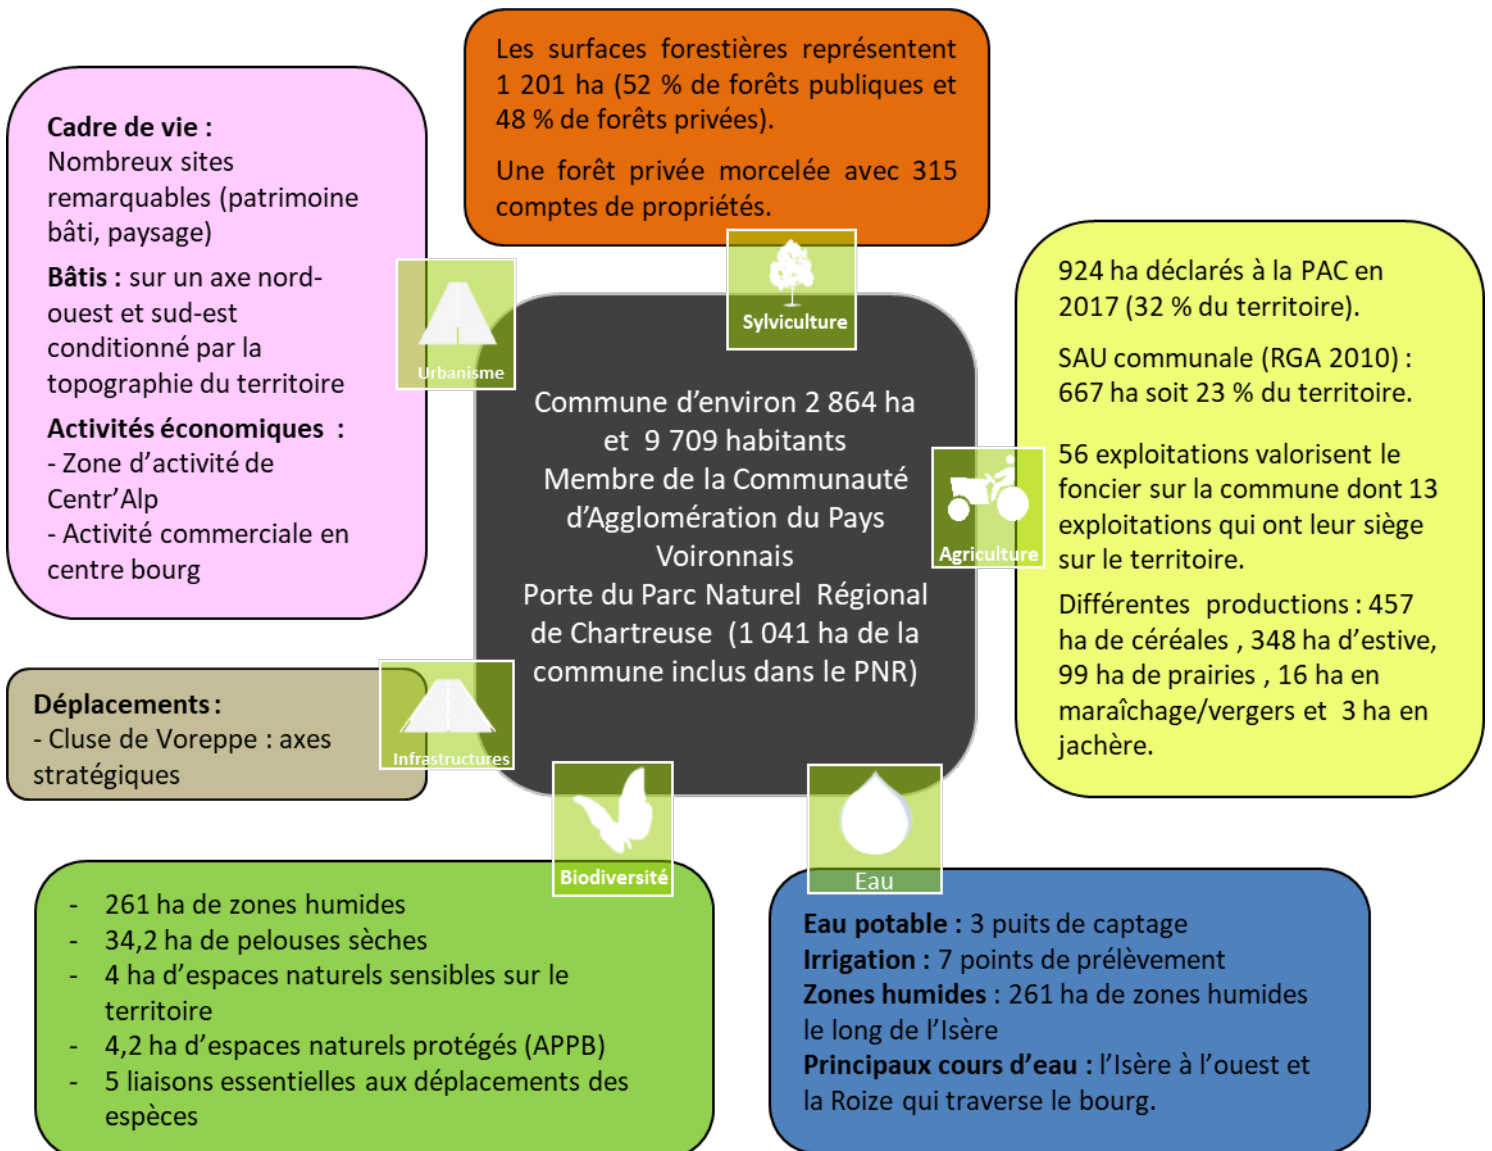 Les surfaces forestières représentent
1 201 ha (52 % de forêts publiques et
48 % de forêts privées).
Une forêt privée morcelée avec 315
comptes de propriétés.
Sylviculture
Cadre de vie :
Nombreux sites
remarquables (patrimoine
bâti, paysage)
Bâtis : sur un axe nord-
ouest et sud-est
conditionné par la
topographie du territoire
Activités économiques :
- Zone d’activité de
Centr’Alp
- Activité commerciale en
centre bourg
Urbanisme
Commune d’environ 2 864 ha
et 9 709 habitants
Membre de la Communauté
d’Agglomération du Pays
Voironnais
Porte du Parc Naturel Régional
de Chartreuse (1 041 ha de la
commune inclus dans le PNR)
924 ha déclarés à la PAC en
2017 (32 % du territoire).
SAU communale (RGA 2010) :
667 ha soit 23 % du territoire.
56 exploitations valorisent le
foncier sur la commune dont 13
exploitations qui ont leur siège
sur le territoire.
Différentes productions : 457
ha de céréales , 348 ha d’estive,
99 ha de prairies , 16 ha en
maraîchage/vergers et 3 ha en
jachère.
Agriculture
Déplacements :
- Cluse de Voreppe : axes
stratégiques
Infrastructures
Biodiversité
- 261 ha de zones humides
- 34,2 ha de pelouses sèches
- 4 ha d’espaces naturels sensibles sur le
territoire
- 4,2 ha d’espaces naturels protégés (APPB)
- 5 liaisons essentielles aux déplacements des
espèces
Eau
Eau potable : 3 puits de captage
Irrigation : 7 points de prélèvement
Zones humides : 261 ha de zones humides
le long de l’Isère
Principaux cours d’eau : l’Isère à l’ouest et
la Roize qui traverse le bourg.